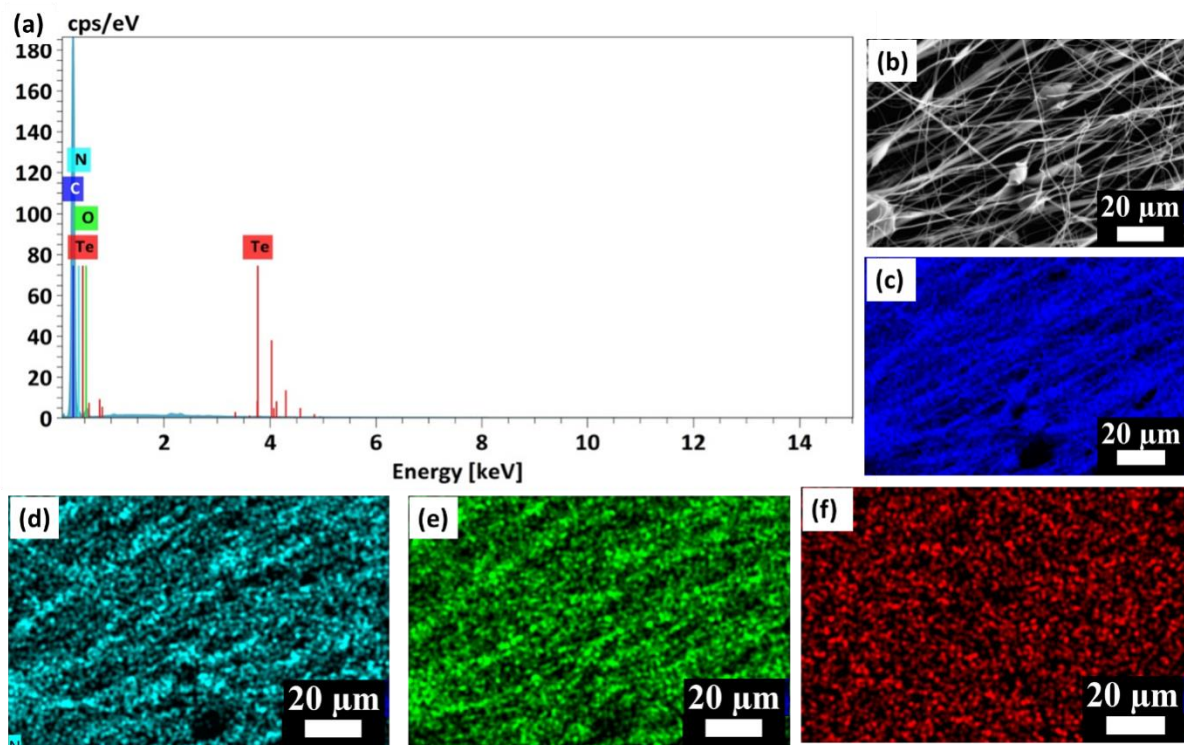 (a)
cps/eV
180
160
140
120
100
80
60
40
20
0
N
C
O
Te
Te
2
4
6
8
10
12
14
Energy [keV]
(b)
20 μm
(c)
20 μm
(d)
20 μm
N
(e)
20 μm
(f)
20 μm